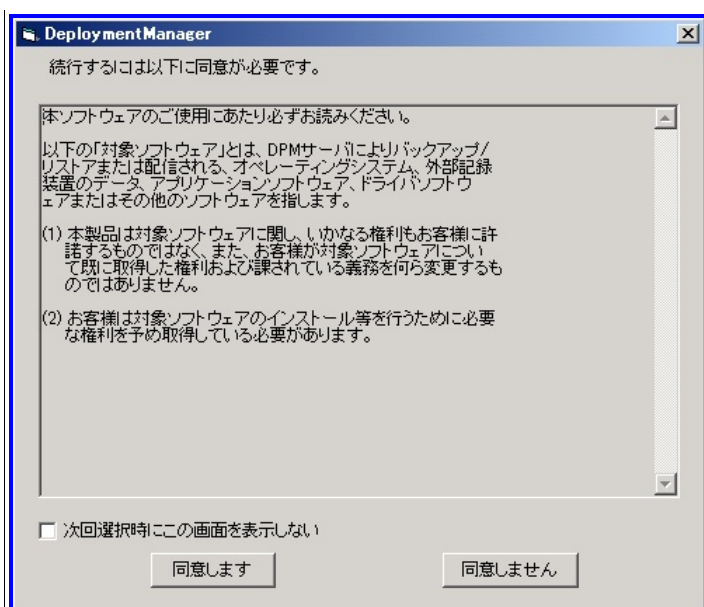 DeploymentManager
続行するには以下に同意が必要です。
本ソフトウェアのご使用にあたり必ずお読みください。
以下の「対象ソフトウェア」とは、DPMサーバによりバックアップ/
リストアまたは配信される、オペレーティングシステム、外部記録
装置のデータ、アプリケーションソフトウェア、ドライバソフトウ
ェアまたはその他のソフトウェアを指します。
(1) 本製品は対象ソフトウェアに関し、いかなる権利もお客様に許
諾するものではなく、また、お客様が対象ソフトウェアについ
て既に取得した権利および課されている義務を何ら変更するも
のではありません。
(2) お客様は対象ソフトウェアのインストール等を行うために必要
な権利を予め取得している必要があります。
次回選択時にこの画面を表示しない
同意します
同意しません